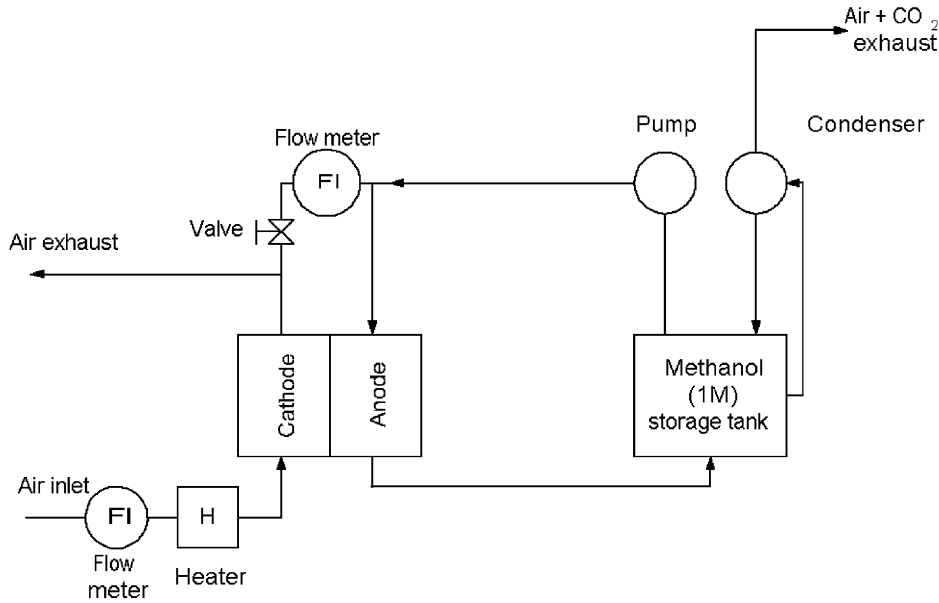 Air + CO2
exhaust
Pump
Condenser
Flow meter
FI
Valve
Air exhaust
Cathode
Anode
Methanol
(1M)
storage tank
Air inlet
FI
H
Flow
meter
Heater